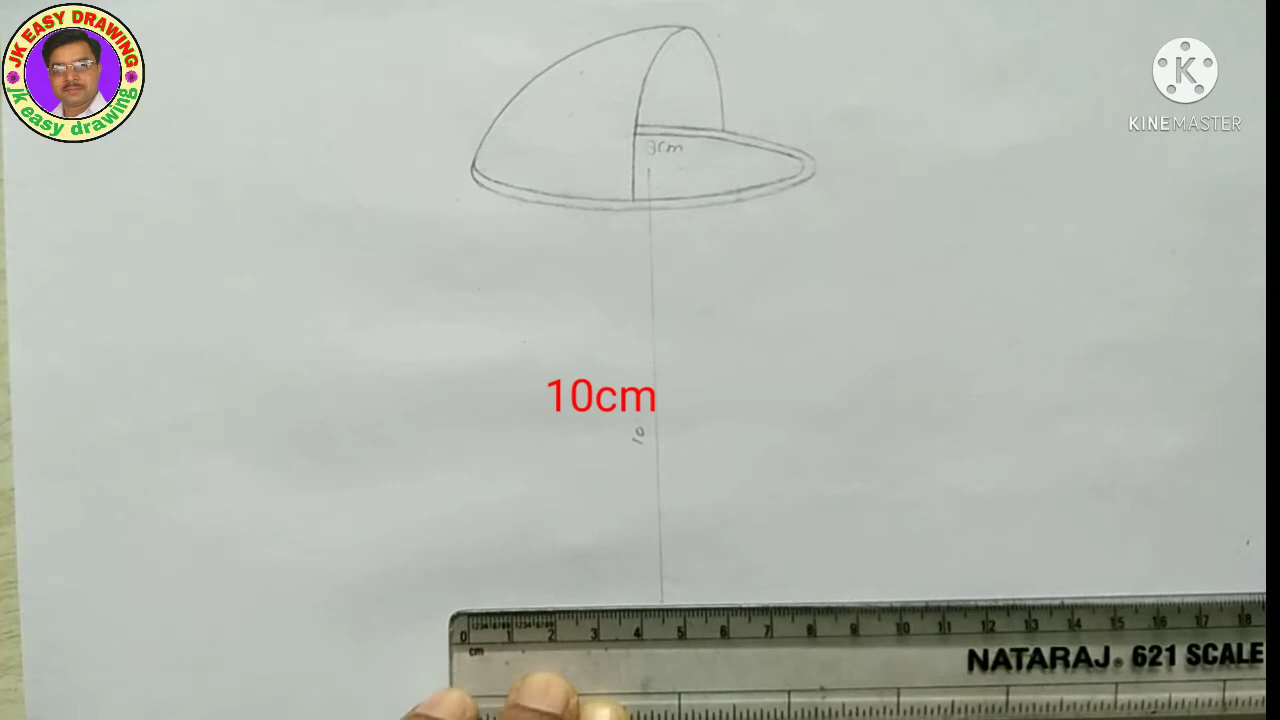 JK EASY DRAWING
jk easy drawing
K
KINEMASTER
8cm
10cm
10
0 1 2 3 4 5 6 7 8 9 10 11 12 13 14 15 16 17 18
cm
NATARAJ. 621 SCALE